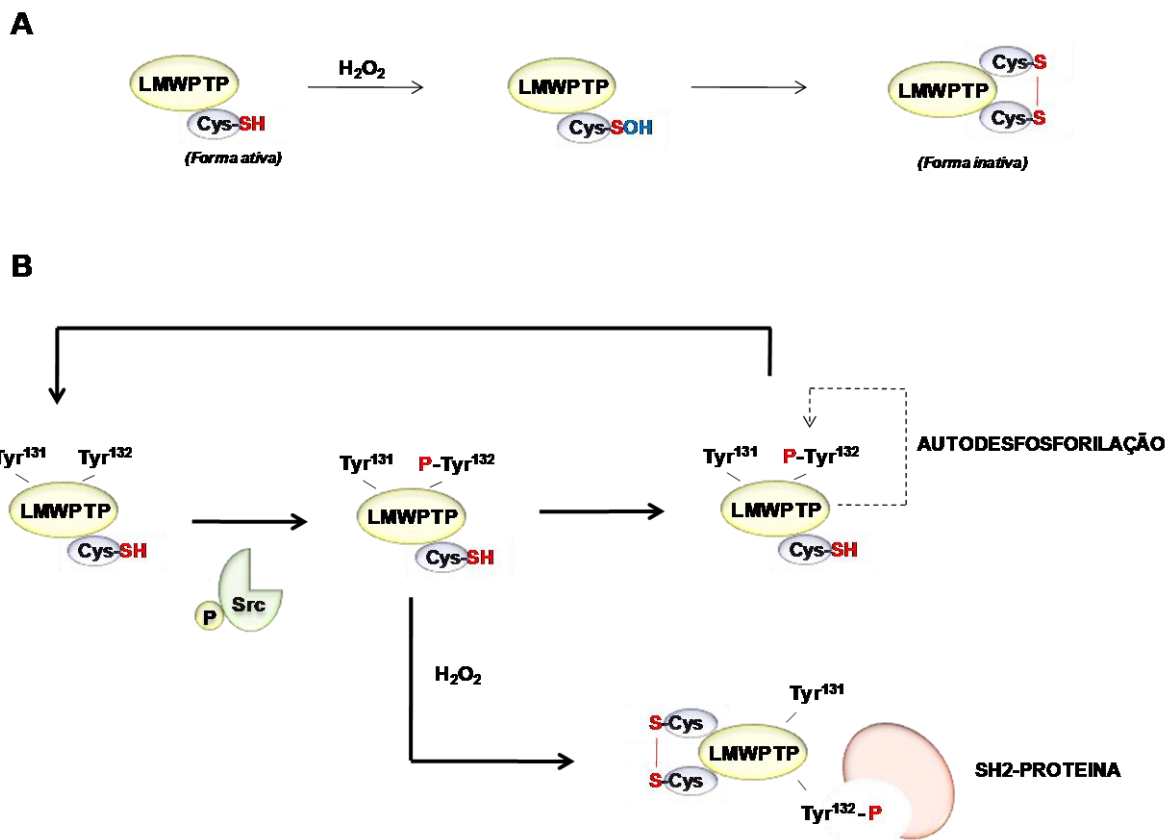 A
LMWPTP
Cys-SH
(Forma ativa)
H₂O₂
LMWPTP
Cys-SOH
LMWPTP
Cys-S
Cys-S
(Forma inativa)
B
Tyr¹³¹ Tyr¹³²
LMWPTP
Cys-SH
P
Src
Tyr¹³¹ P-Tyr¹³²
LMWPTP
Cys-SH
Tyr¹³¹ P-Tyr¹³²
LMWPTP
Cys-SH
AUTODESFOSFORILAÇÃO
H₂O₂
Tyr¹³¹
S-Cys
LMWPTP
S-Cys
Tyr¹³²-P
SH2-PROTEINA